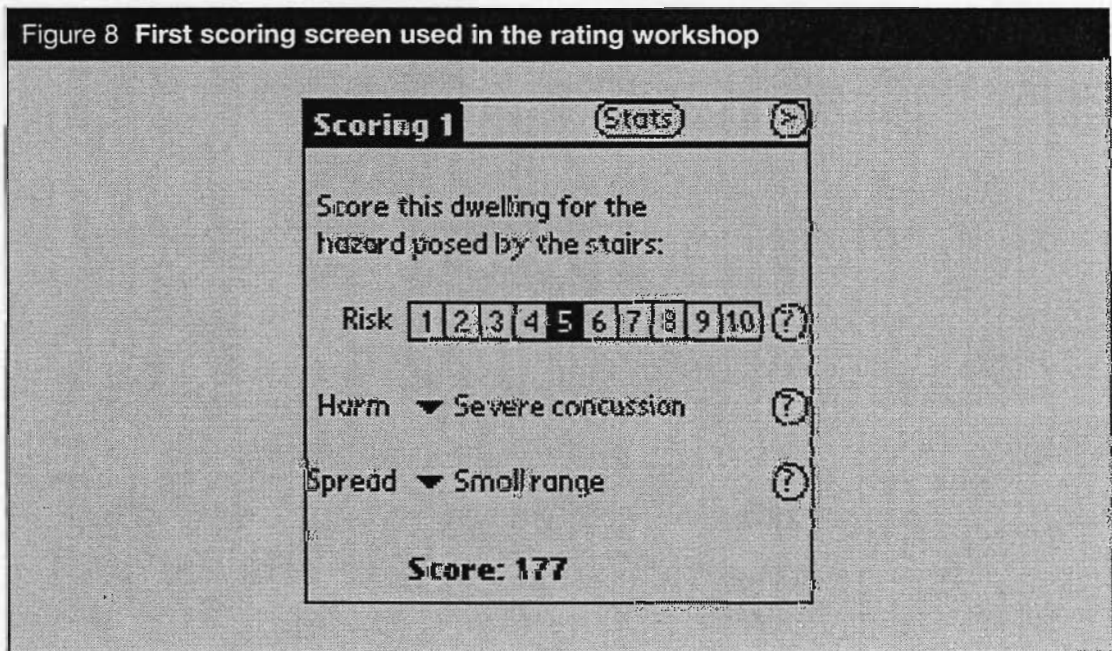 Figure 8 First scoring screen used in the rating workshop
Scoring 1 Stats >
Score this dwelling for the
hazard posed by the stairs:
Risk 1 2 3 4 5 6 7 8 9 10 ?
Harm Severe concussion ?
Spread Small range ?
Score: 177